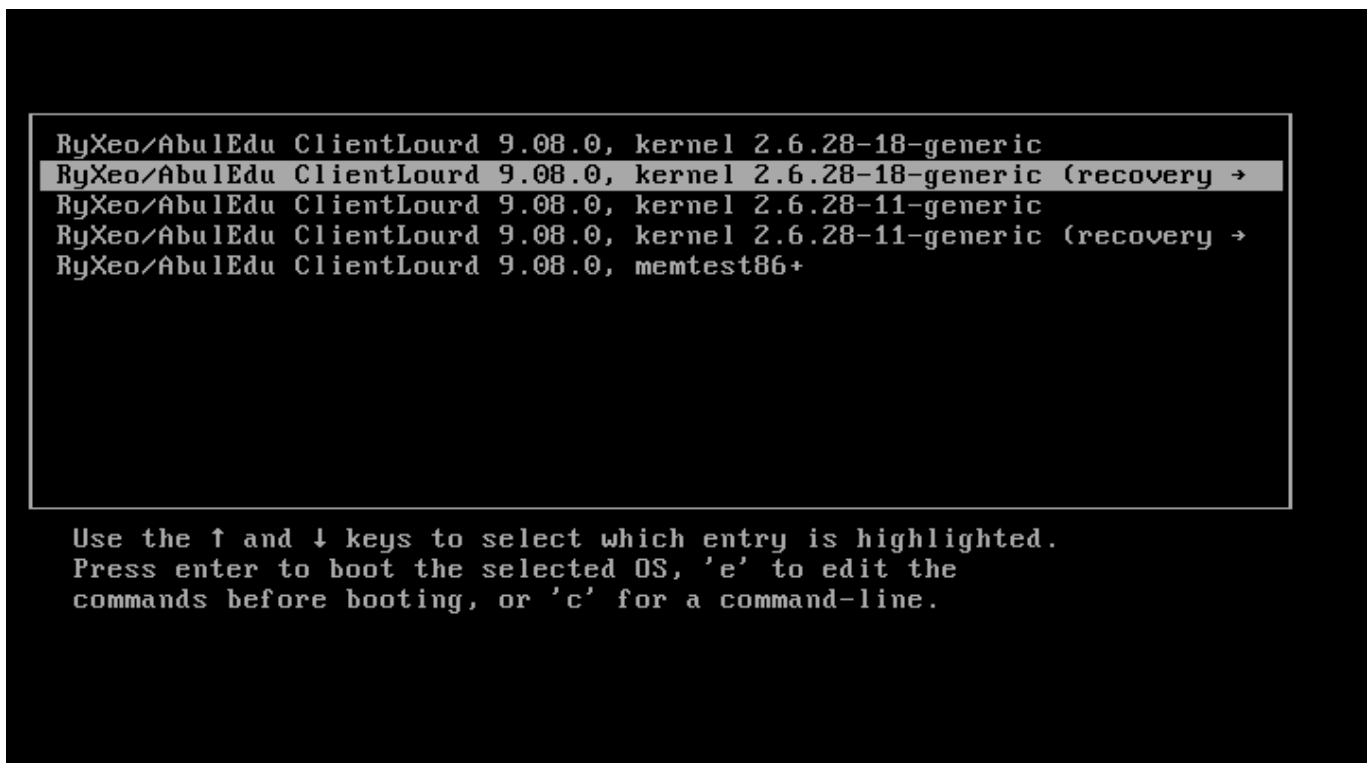 RyXeo/AbulEdu ClientLourd 9.08.0, kernel 2.6.28-18-generic
RyXeo/AbulEdu ClientLourd 9.08.0, kernel 2.6.28-18-generic (recovery →
RyXeo/AbulEdu ClientLourd 9.08.0, kernel 2.6.28-11-generic
RyXeo/AbulEdu ClientLourd 9.08.0, kernel 2.6.28-11-generic (recovery →
RyXeo/AbulEdu ClientLourd 9.08.0, memtest86+
Use the ↑ and ↓ keys to select which entry is highlighted.
Press enter to boot the selected OS, 'e' to edit the
commands before booting, or 'c' for a command-line.